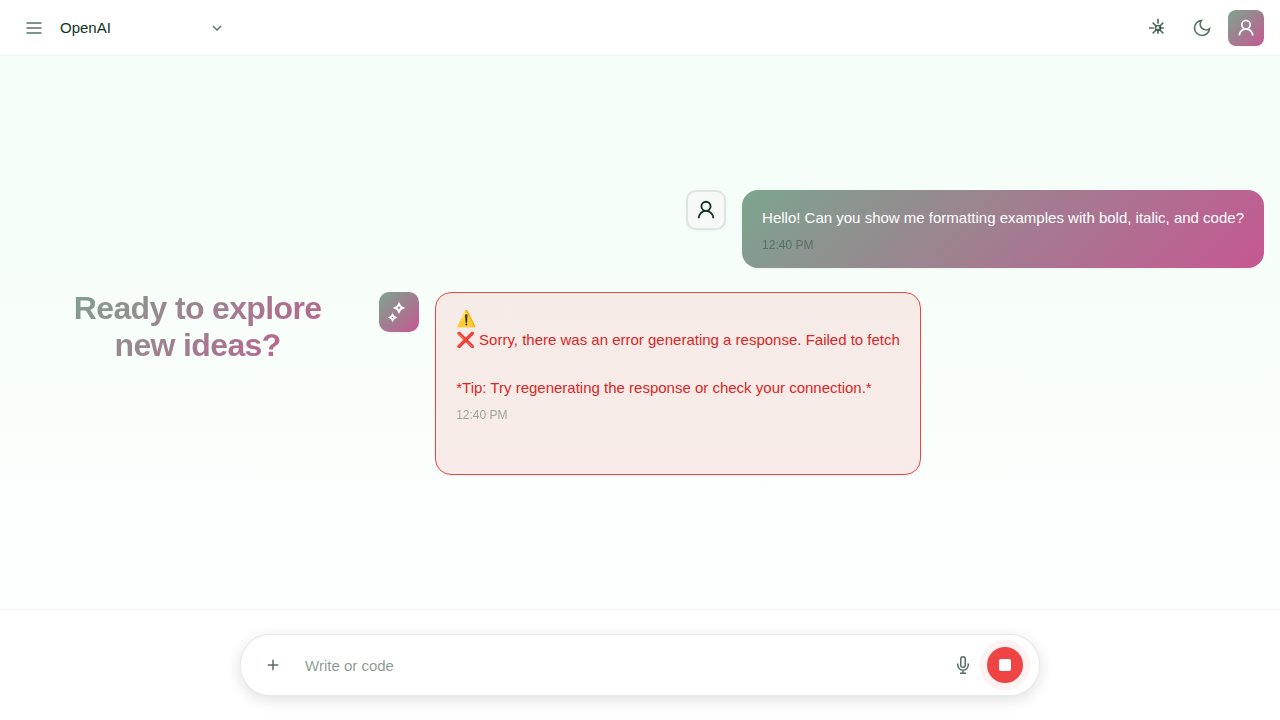 OpenAI
Hello! Can you show me formatting examples with bold, italic, and code?
12:40 PM
Ready to explore
new ideas?
⚠️
❌ Sorry, there was an error generating a response. Failed to fetch
*Tip: Try regenerating the response or check your connection.*
12:40 PM
Write or code